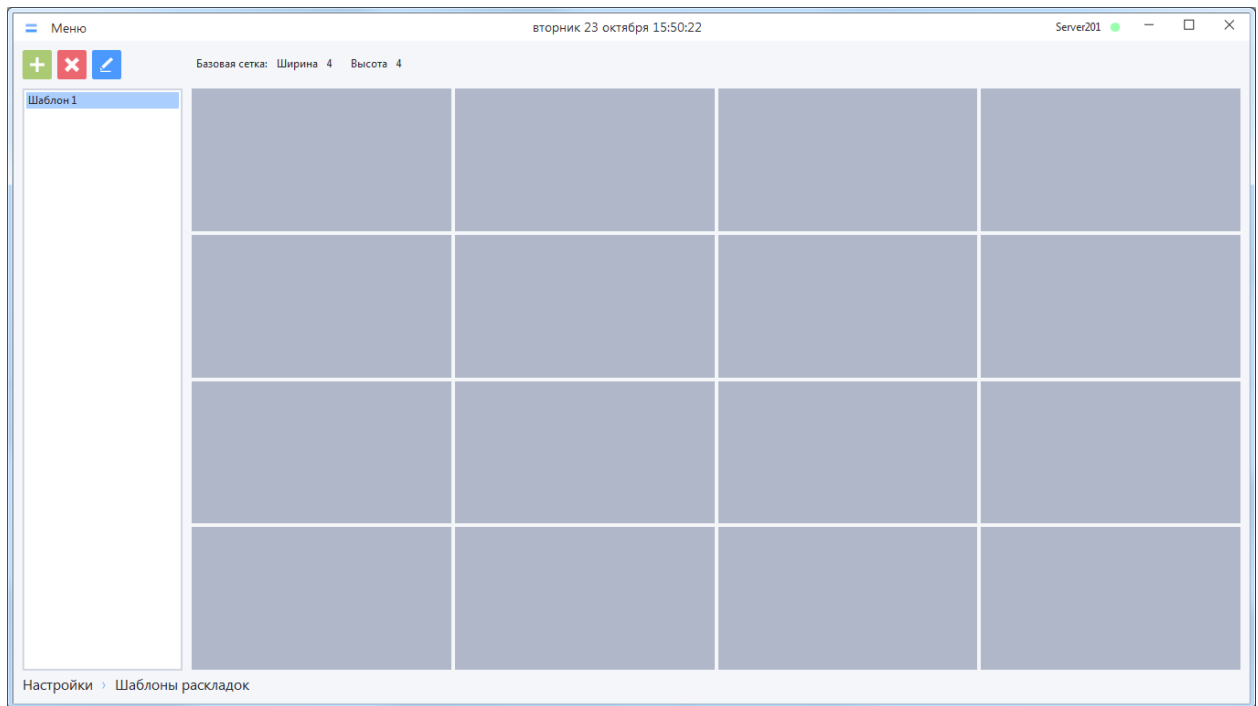 Меню вторник 23 октября 15:50:22 Server201
Базовая сетка: Ширина 4 Высота 4
Шаблон 1
Настройки › Шаблоны раскладок